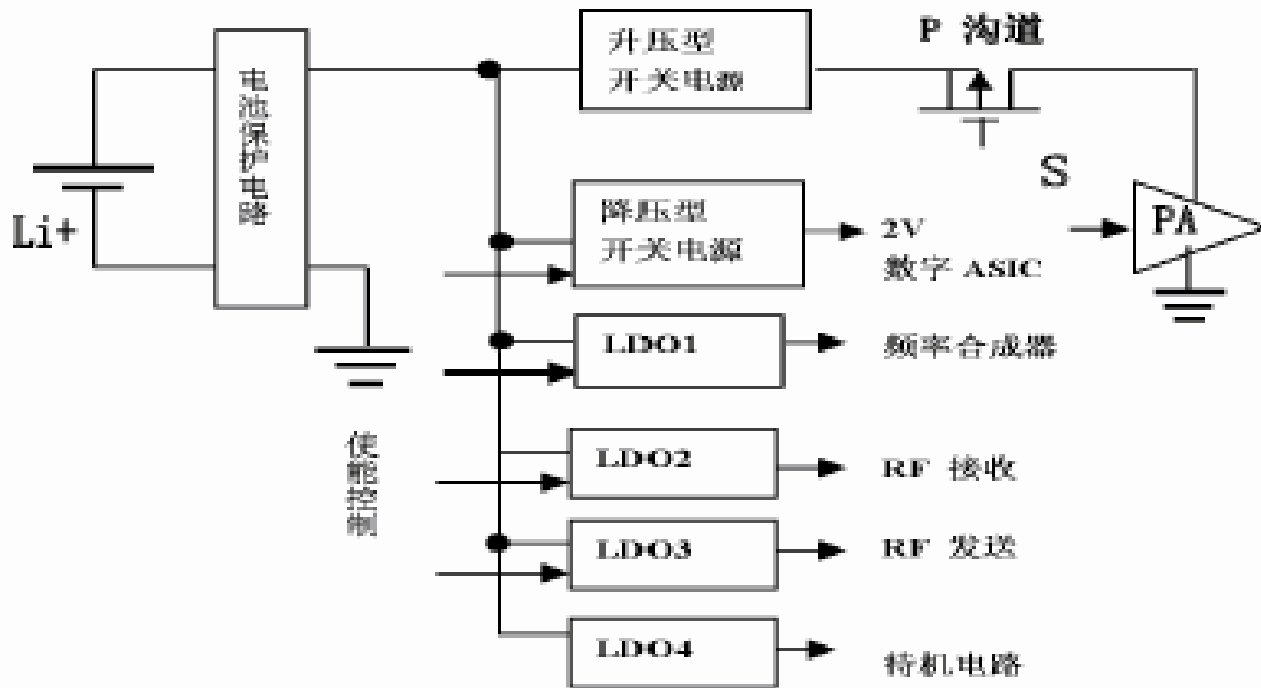 升压型
开关电源
P 沟道
电池保护电路
Li+
降压型
开关电源
2V
数字 ASIC
S
PA
LDO1
频率合成器
使能控制
LDO2
RF 接收
LDO3
RF 发送
LDO4
待机电路